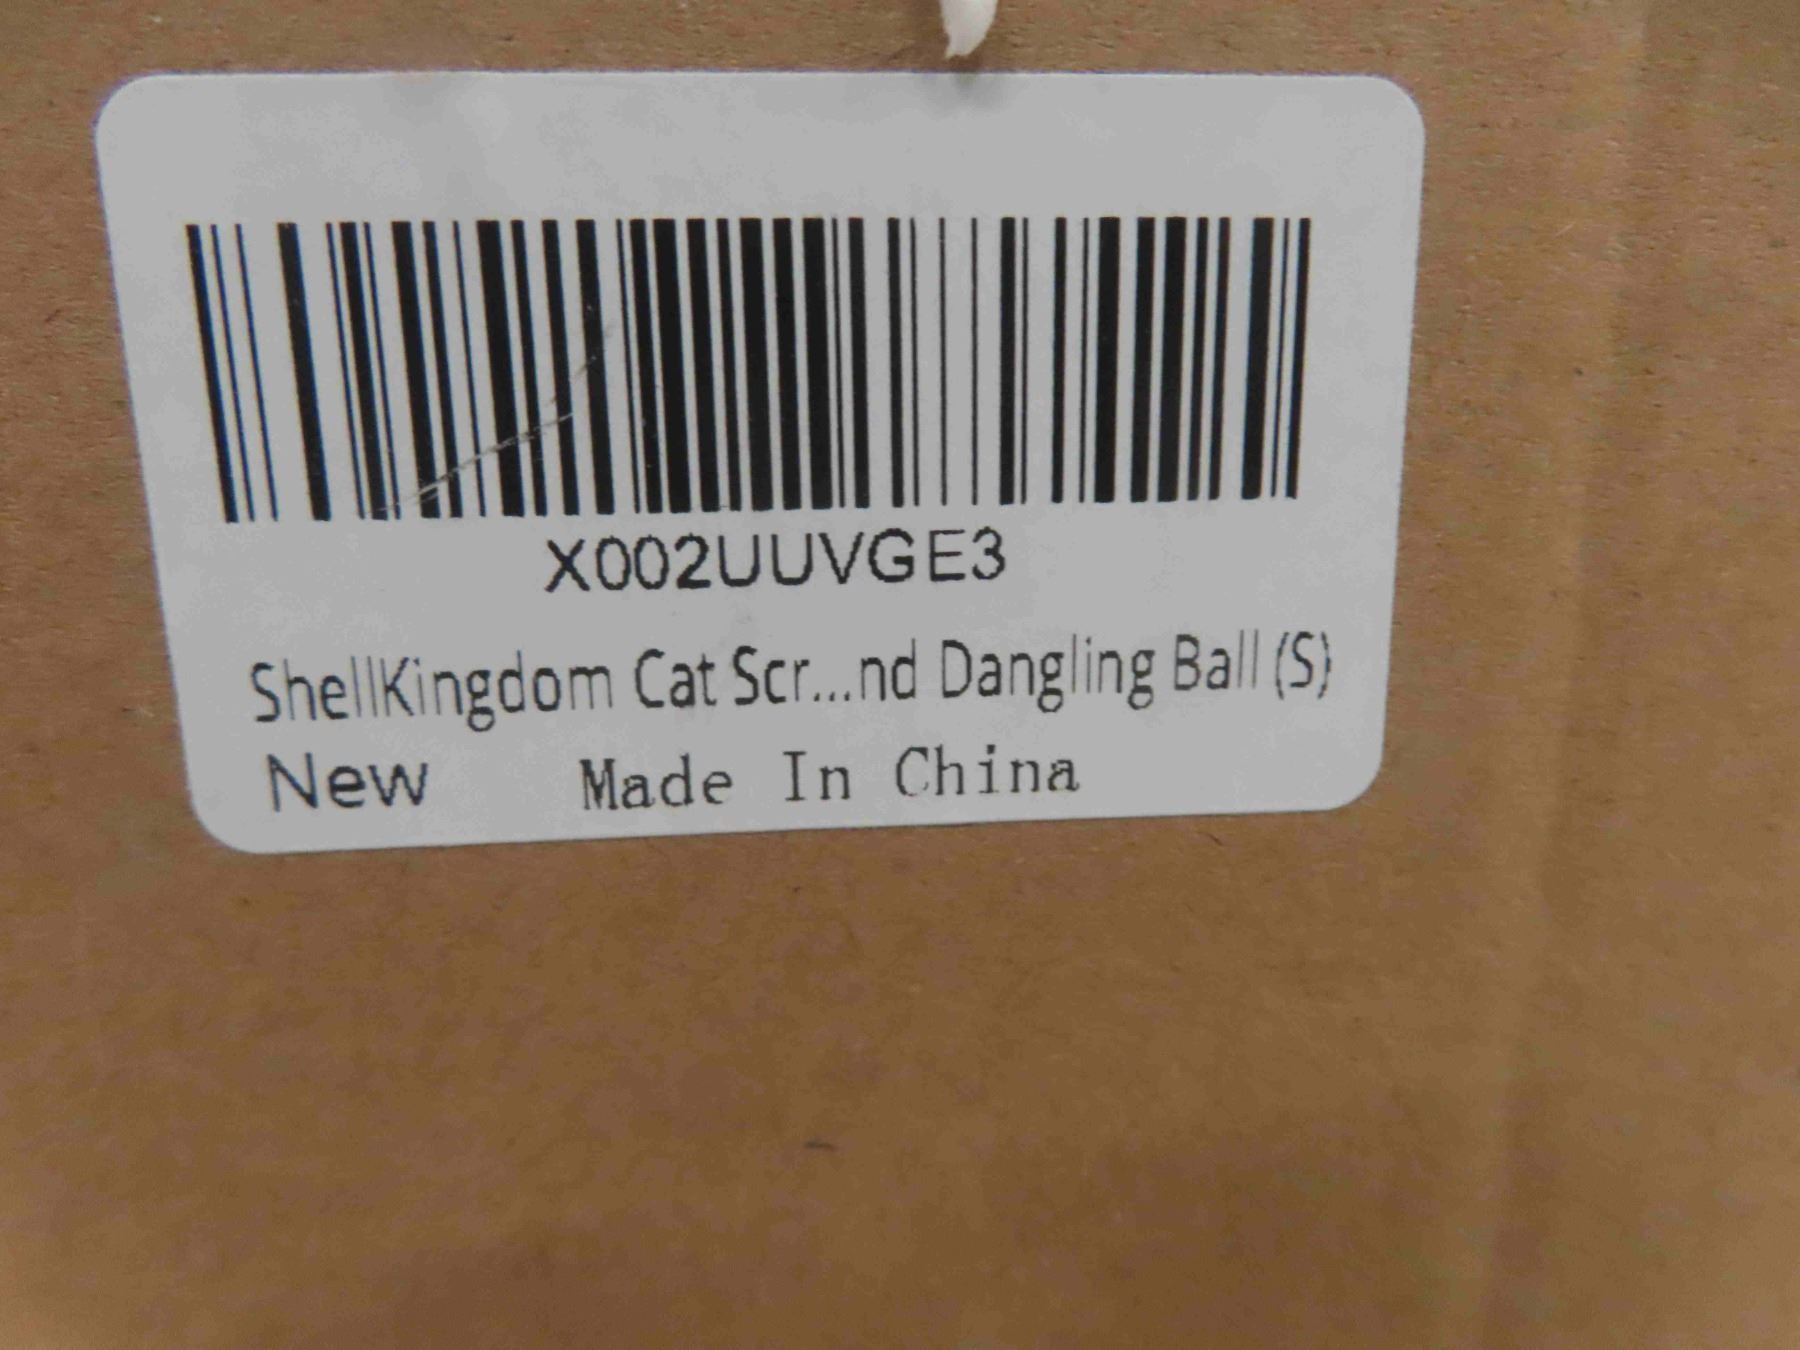 X002UUVGE3
ShellKingdom Cat Scr...nd Dangling Ball (S)
New Made In China